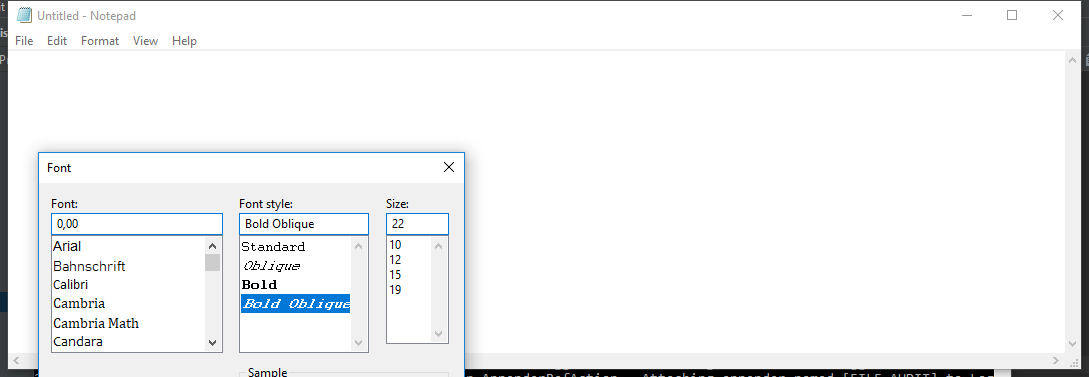 Untitled - Notepad
File Edit Format View Help
Font
Font: Font style: Size:
0,00 Bold Oblique 22
Arial Standard 10
Bahnschrift Oblique 12
Calibri Bold 15
Cambria Bold Oblique 19
Cambria Math
Candara
Sample
AppenderRefAction - Attaching appender named [FILE_AUDIT] to Log